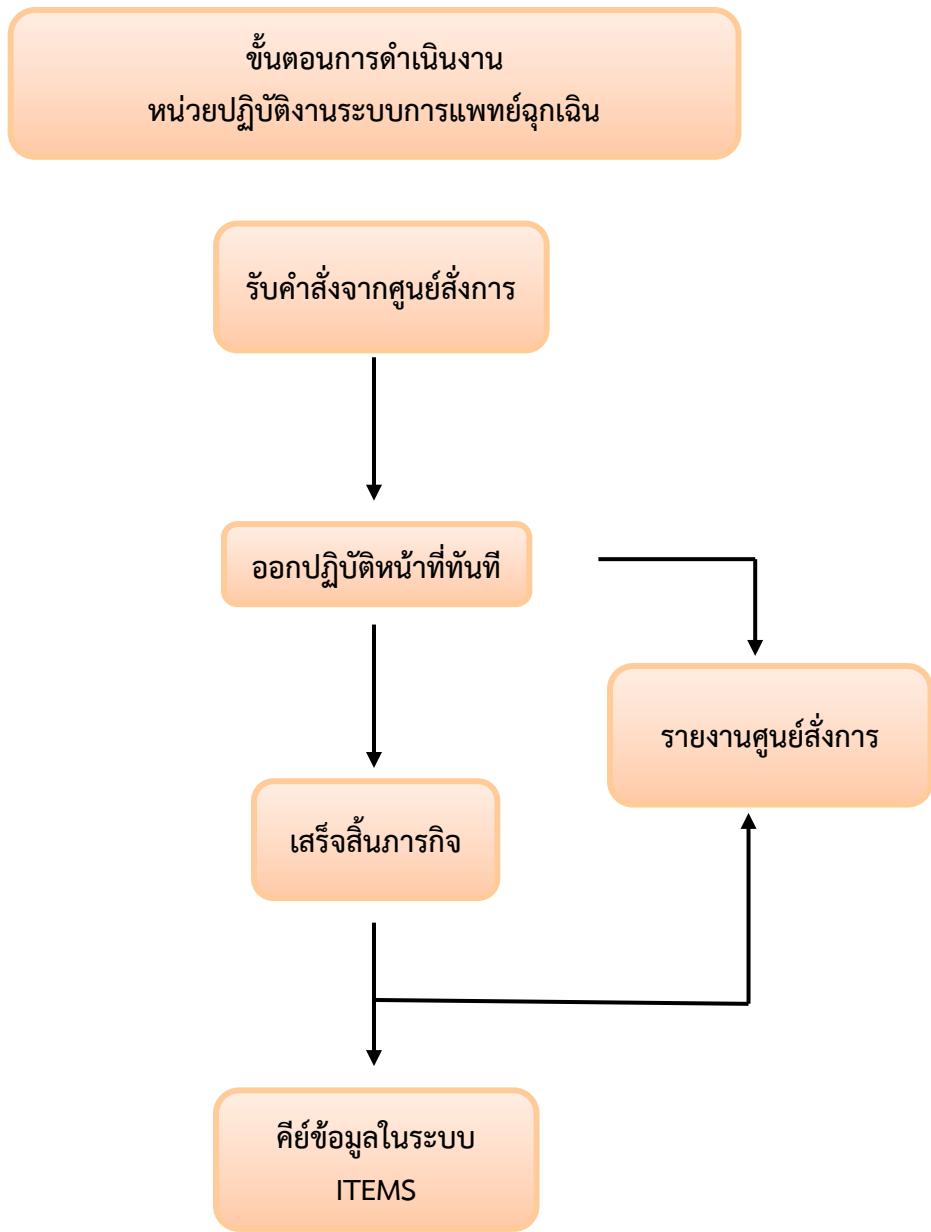 ขั้นตอนการดำเนินงาน
หน่วยปฏิบัติงานระบบการแพทย์ฉุกเฉิน
รับคำสั่งจากศูนย์สั่งการ
ออกปฏิบัติหน้าที่ทันที
รายงานศูนย์สั่งการ
เสร็จสิ้นภารกิจ
คีย์ข้อมูลในระบบ
ITEMS